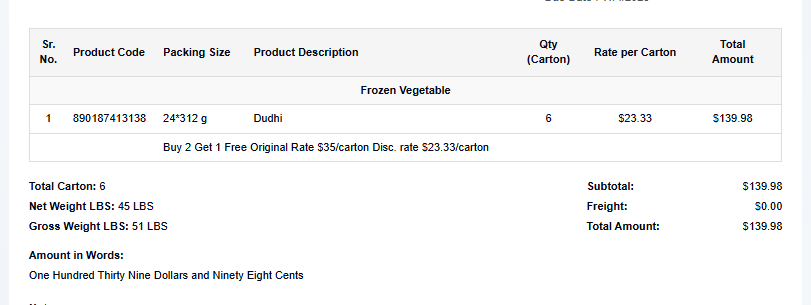 Sr. No. Product Code Packing Size Product Description Qty (Carton) Rate per Carton Total Amount
Frozen Vegetable
1 890187413138 24*312 g Dudhi 6 $23.33 $139.98
Buy 2 Get 1 Free Original Rate $35/carton Disc. rate $23.33/carton
Total Carton: 6 Subtotal: $139.98
Net Weight LBS: 45 LBS Freight: $0.00
Gross Weight LBS: 51 LBS Total Amount: $139.98
Amount in Words:
One Hundred Thirty Nine Dollars and Ninety Eight Cents